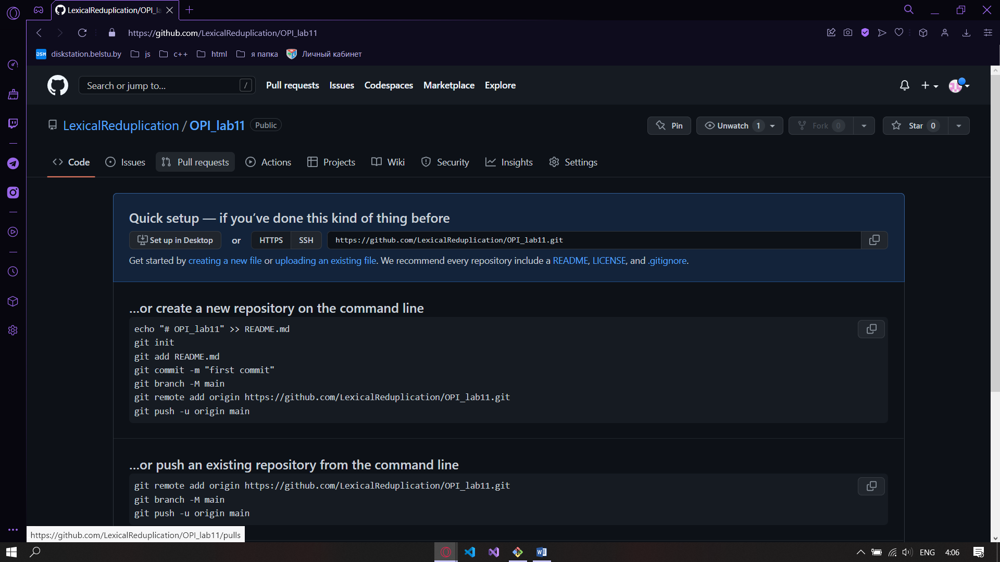 LexicalReduplication/OPI_la
https://github.com/LexicalReduplication/OPI_lab11
DSM diskstation.belstu.by js c++ html я папка Личный кабинет
Search or jump to... / Pull requests Issues Codespaces Marketplace Explore
LexicalReduplication / OPI_lab11 Public Pin Unwatch 1 Fork 0 Star 0
Code Issues Pull requests Actions Projects Wiki Security Insights Settings
Quick setup — if you’ve done this kind of thing before
Set up in Desktop or HTTPS SSH https://github.com/LexicalReduplication/OPI_lab11.git
Get started by creating a new file or uploading an existing file. We recommend every repository include a README, LICENSE, and .gitignore.
…or create a new repository on the command line
echo "# OPI_lab11" >> README.md
git init
git add README.md
git commit -m "first commit"
git branch -M main
git remote add origin https://github.com/LexicalReduplication/OPI_lab11.git
git push -u origin main
…or push an existing repository from the command line
git remote add origin https://github.com/LexicalReduplication/OPI_lab11.git
git branch -M main
git push -u origin main
https://github.com/LexicalReduplication/OPI_lab11/pulls
ENG 4:06